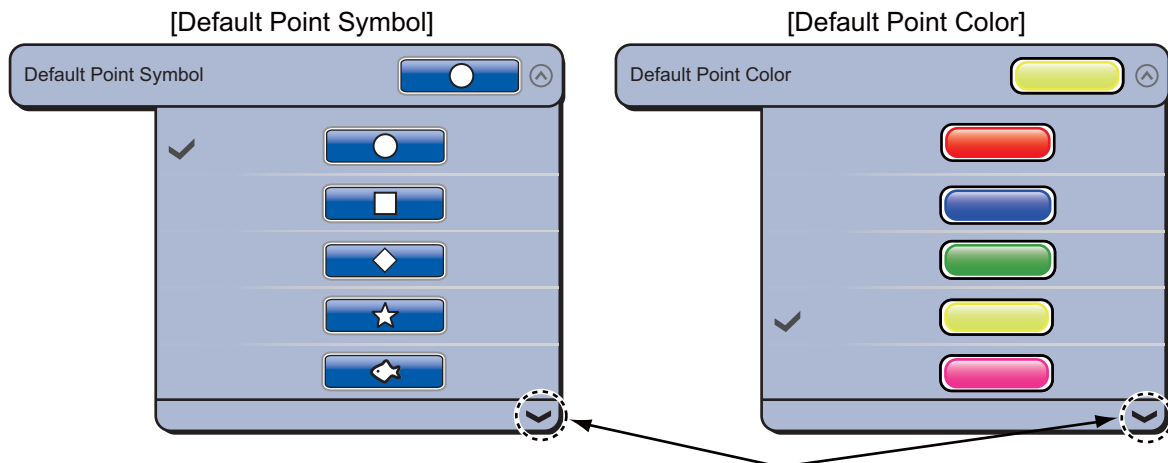 [Default Point Symbol]
[Default Point Color]
Default Point Symbol
Default Point Color